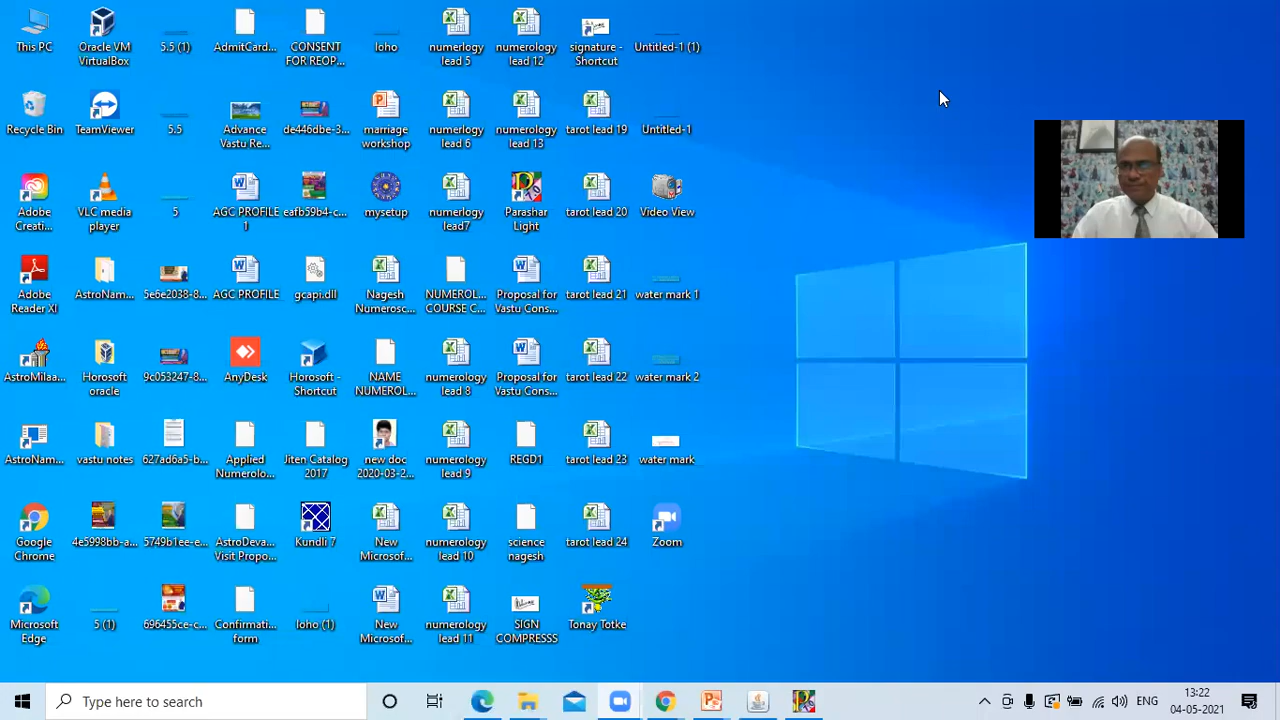 This PC
Oracle VM
VirtualBox
5.5 (1)
AdmitCard...
CONSENT
FOR REOP...
loho
numerlogy
lead 5
numerology
lead 12
signature -
Shortcut
Untitled-1 (1)
Recycle Bin
TeamViewer
5.5
Advance
Vastu Re...
de446dbe-3...
marriage
workshop
numerlogy
lead 6
numerology
lead 13
tarot lead 19
Untitled-1
Adobe
Creati...
VLC media
player
5
AGC PROFILE
1
eafb59b4-c...
mysetup
numerlogy
lead7
Parashar
Light
tarot lead 20
Video View
Adobe
Reader XI
AstroNam...
5e6e2038-8...
AGC PROFILE
gcapi.dll
Nagesh
Numerosc...
NUMEROL...
COURSE C...
Proposal for
Vastu Cons...
tarot lead 21
water mark 1
AstroMilaa...
Horosoft
oracle
9c053247-8...
AnyDesk
Horosoft -
Shortcut
NAME
NUMEROL...
numerology
lead 8
Proposal for
Vastu Cons...
tarot lead 22
water mark 2
AstroNam...
vastu notes
627ad6a5-b...
Applied
Numerolo...
Jiten Catalog
2017
new doc
2020-03-2...
numerology
lead 9
REGD1
tarot lead 23
water mark
Google
Chrome
4e5998bb-a...
5749b1ee-e...
AstroDeva...
Visit Propo...
Kundli 7
New
Microsof...
numerology
lead 10
science
nagesh
tarot lead 24
Zoom
Microsoft
Edge
5 (1)
696455ce-c...
Confirmati...
form
loho (1)
New
Microsof...
numerology
lead 11
SIGN
COMPRESSS
Tonay Totke
Type here to search
ENG
13:22
04-05-2021